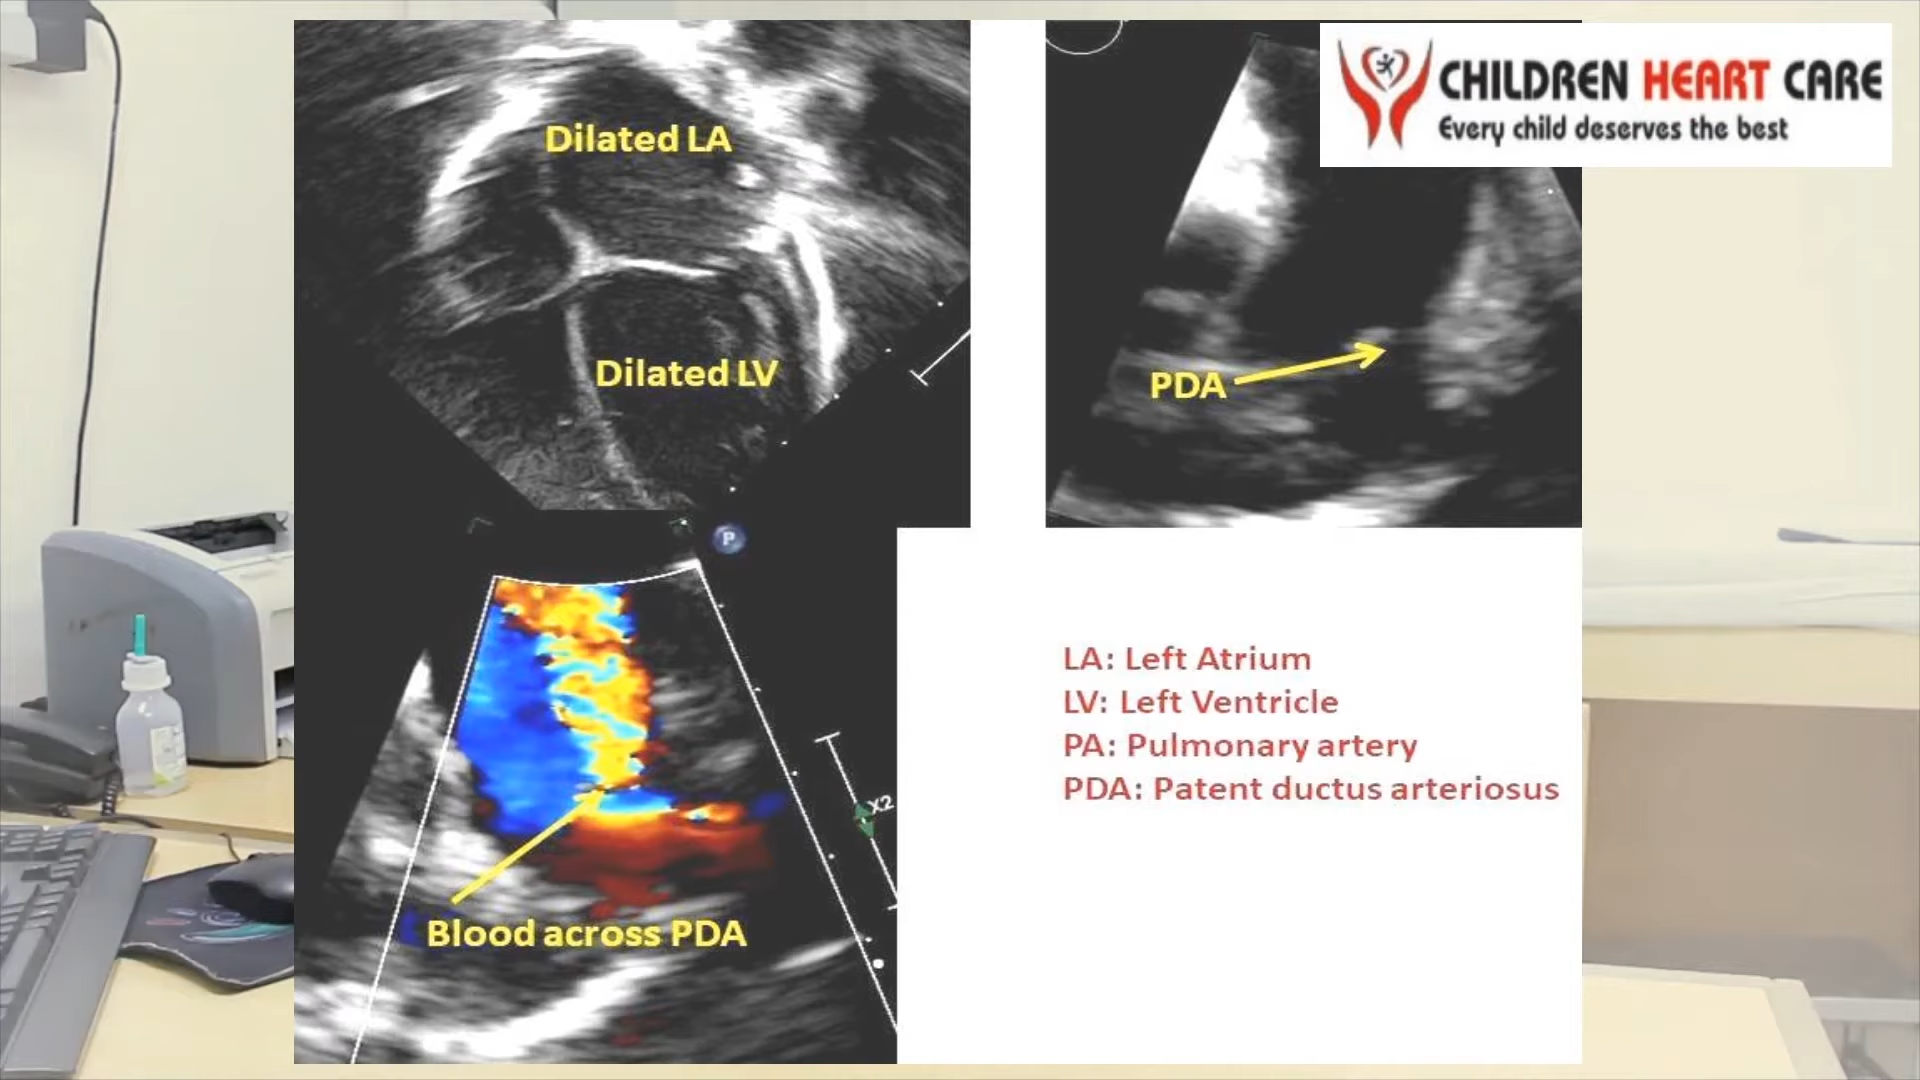 CHILDREN HEART CARE
Every child deserves the best
Dilated LA
Dilated LV
PDA
P
X2
Blood across PDA
LA: Left Atrium
LV: Left Ventricle
PA: Pulmonary artery
PDA: Patent ductus arteriosus